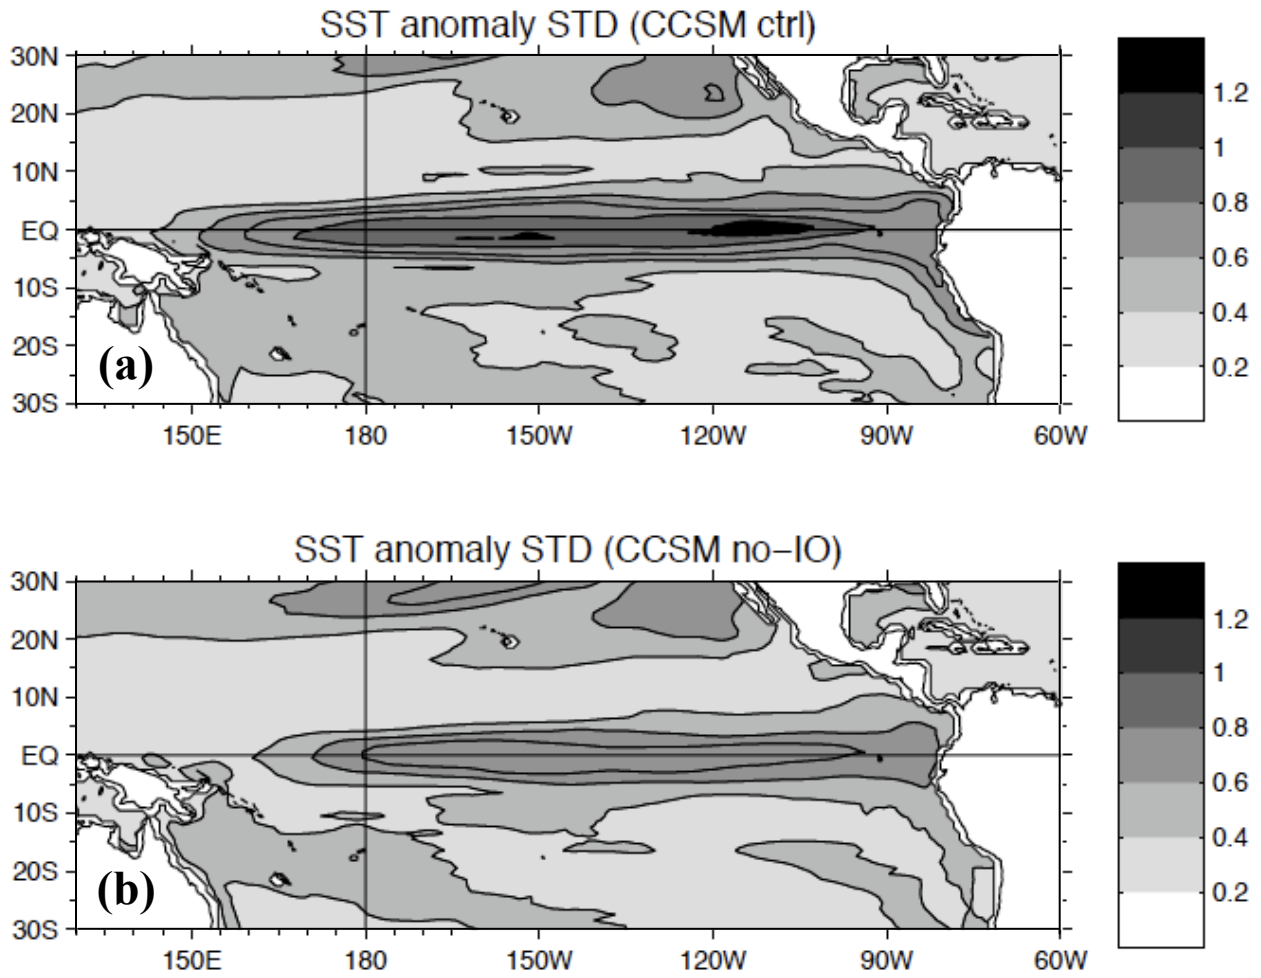 SST anomaly STD (CCSM ctrl)
30N
20N
10N
EQ
10S
20S
30S
(a)
150E 180 150W 120W 90W 60W
1.2
1
0.8
0.6
0.4
0.2
SST anomaly STD (CCSM no−IO)
30N
20N
10N
EQ
10S
20S
30S
(b)
150E 180 150W 120W 90W 60W
1.2
1
0.8
0.6
0.4
0.2